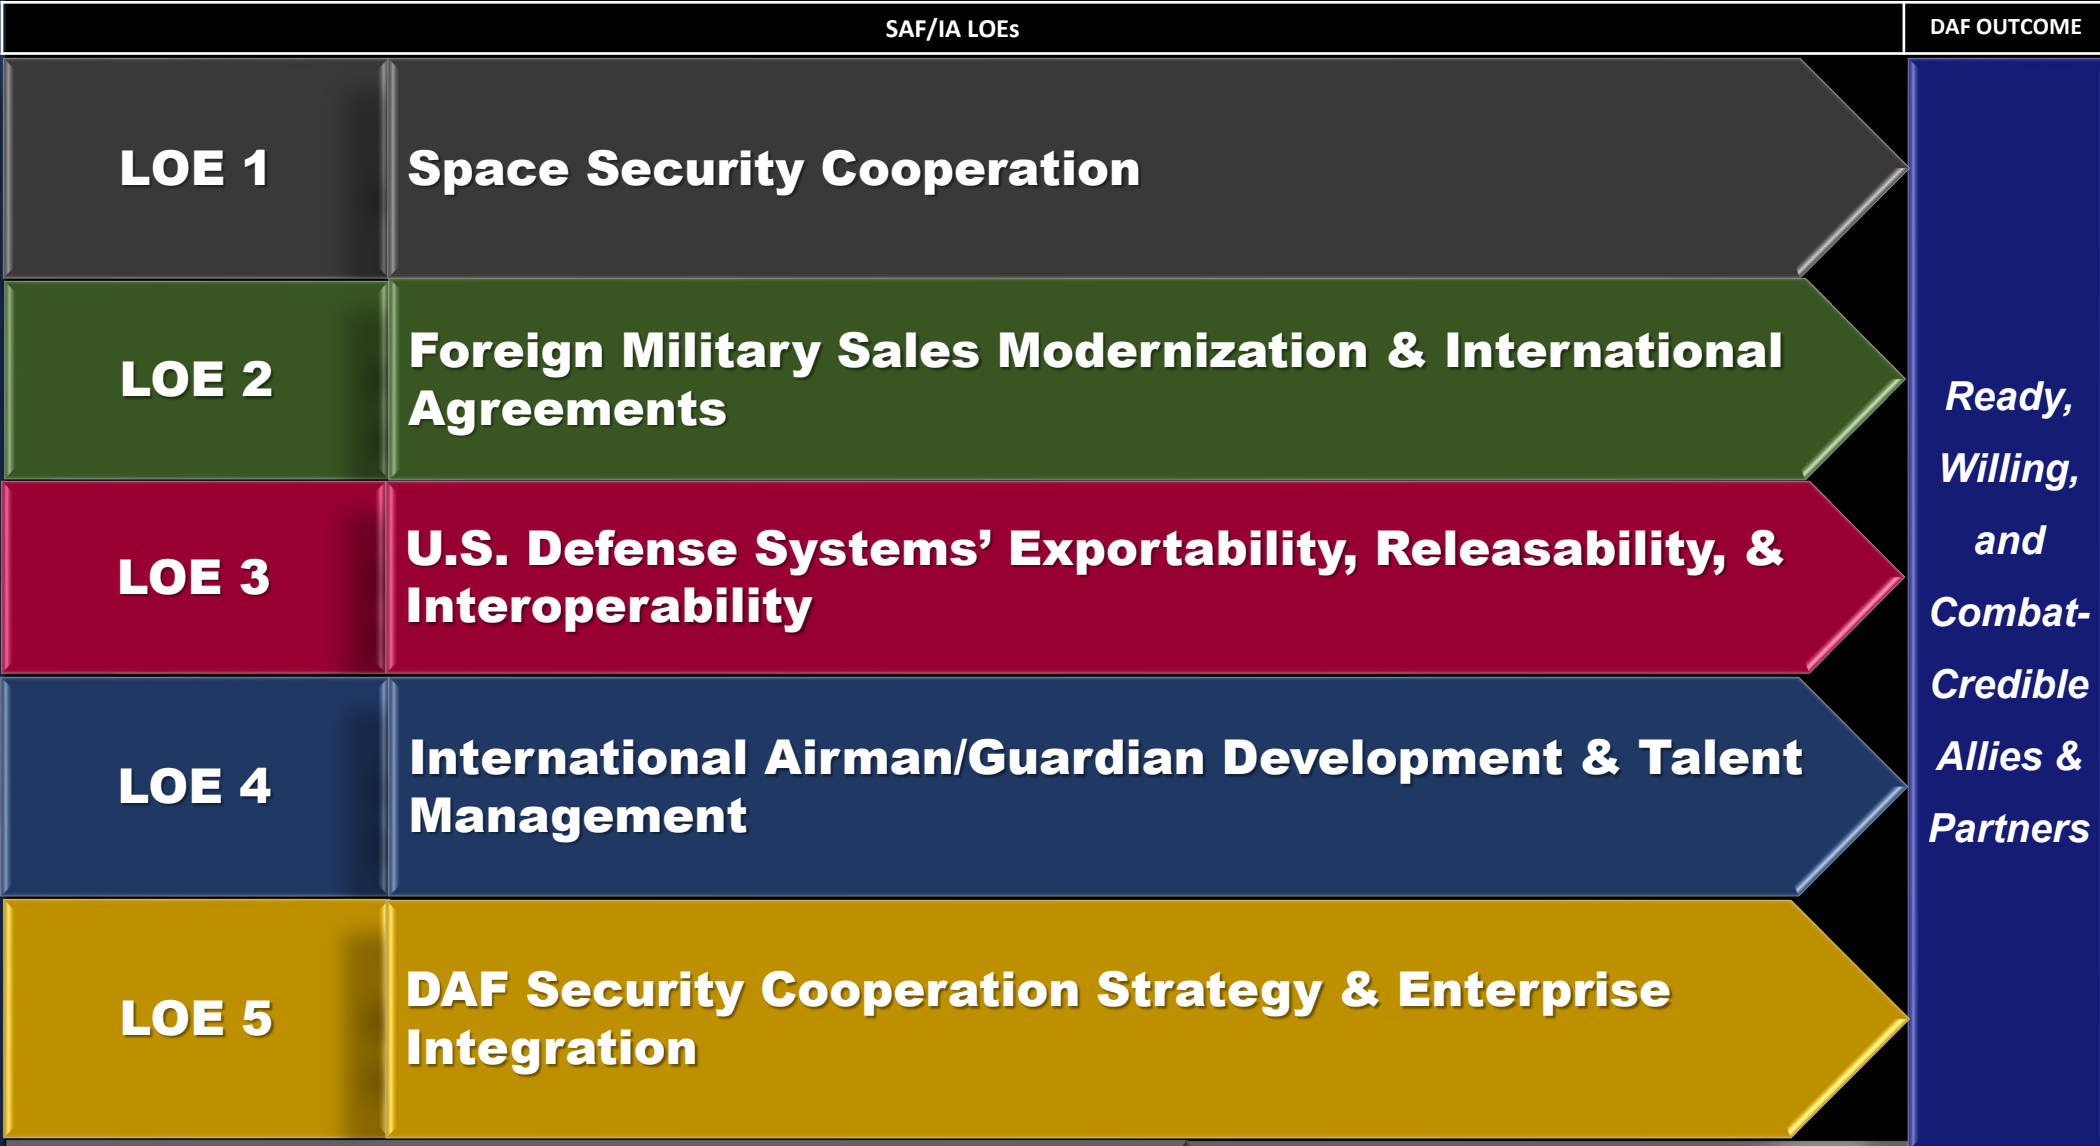 SAF/IA LOEs
DAF OUTCOME
LOE 1
Space Security Cooperation
LOE 2
Foreign Military Sales Modernization & International
Agreements
LOE 3
U.S. Defense Systems’ Exportability, Releasability, &
Interoperability
LOE 4
International Airman/Guardian Development & Talent
Management
LOE 5
DAF Security Cooperation Strategy & Enterprise
Integration
Ready,
Willing,
and
Combat-
Credible
Allies &
Partners